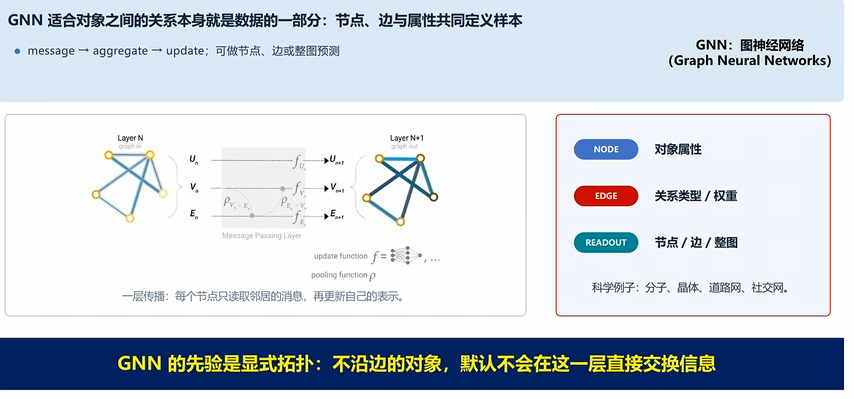 GNN 适合对象之间的关系本身就是数据的一部分：节点、边与属性共同定义样本
• message → aggregate → update；可做节点、边或整图预测
GNN：图神经网络
（Graph Neural Networks）
Layer N
graph in
Layer N+1
graph out
Uₙ
f Uₙ
Uₙ₊₁
Vₙ
f Vₙ
Vₙ₊₁
ρ Vₙ→Eₙ
ρ Eₙ→Vₙ
Eₙ
f Eₙ
Eₙ₊₁
Message Passing Layer
update function f = , ...
pooling function ρ
一层传播：每个节点只读取邻居的消息，再更新自己的表示。
NODE 对象属性
EDGE 关系类型 / 权重
READOUT 节点 / 边 / 整图
科学例子：分子、晶体、道路网、社交网。
GNN 的先验是显式拓扑：不沿边的对象，默认不会在这一层直接交换信息